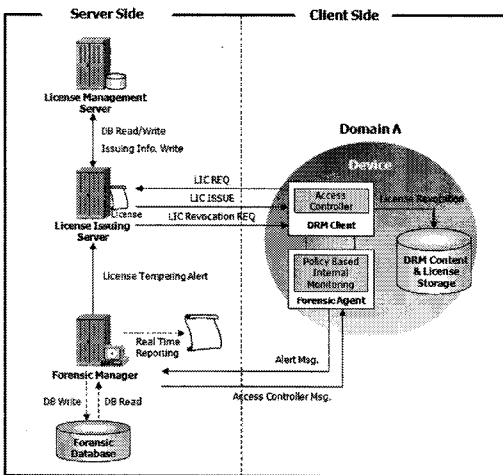 Server Side
Client Side
License Management
Server
DB Read/Write
Issuing Info. Write
Domain A
Device
LIC REQ
LIC ISSUE
LIC Revocation REQ
License
License Issuing
Server
Access
Controller
DRM Client
License Revocation
Policy Based
Internal
Monitoring
Forensic Agent
DRM Content
& License
Storage
License Tempering Alert
Real Time
Reporting
Forensic Manager
Alert Msg.
Access Controller Msg.
DB Write
DB Read
Forensic
Database